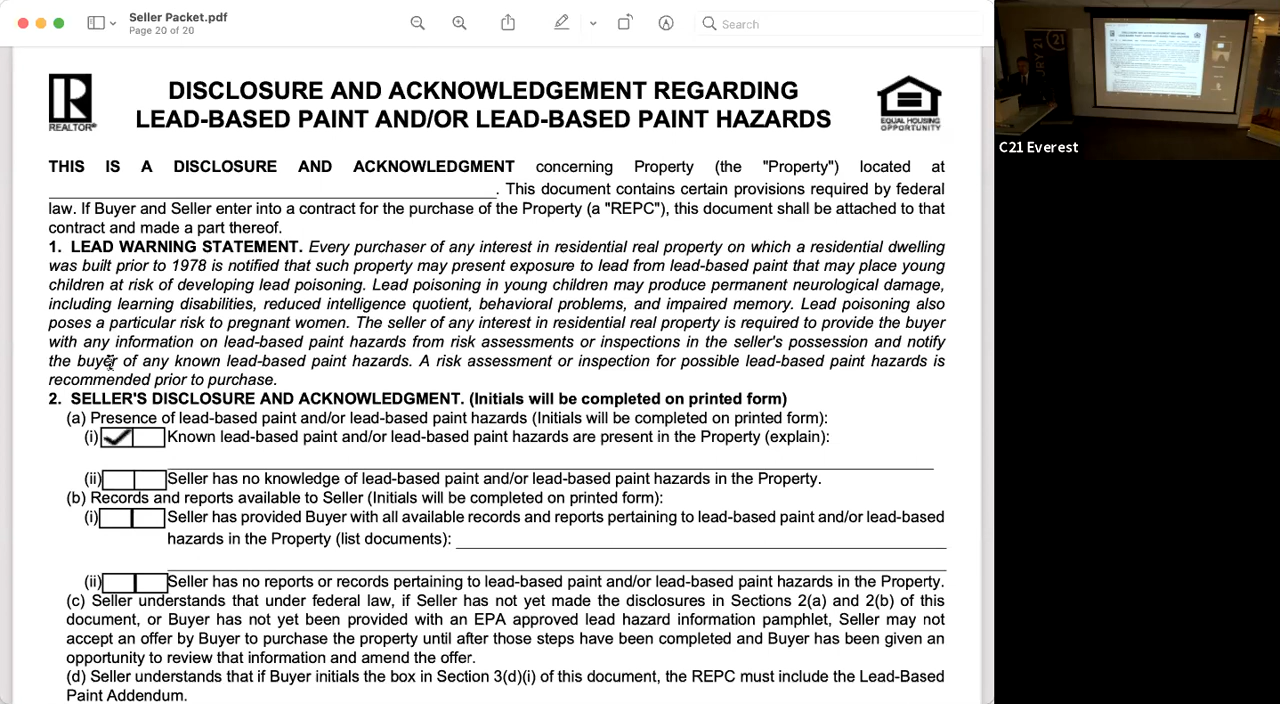 Seller Packet.pdf
Page 20 of 20
Search
REALTOR®
DISCLOSURE AND ACKNOWLEDGEMENT REGARDING
LEAD-BASED PAINT AND/OR LEAD-BASED PAINT HAZARDS
EQUAL HOUSING
OPPORTUNITY
THIS IS A DISCLOSURE AND ACKNOWLEDGMENT concerning Property (the "Property") located at
. This document contains certain provisions required by federal
law. If Buyer and Seller enter into a contract for the purchase of the Property (a "REPC"), this document shall be attached to that
contract and made a part thereof.
1. LEAD WARNING STATEMENT. Every purchaser of any interest in residential real property on which a residential dwelling
was built prior to 1978 is notified that such property may present exposure to lead from lead-based paint that may place young
children at risk of developing lead poisoning. Lead poisoning in young children may produce permanent neurological damage,
including learning disabilities, reduced intelligence quotient, behavioral problems, and impaired memory. Lead poisoning also
poses a particular risk to pregnant women. The seller of any interest in residential real property is required to provide the buyer
with any information on lead-based paint hazards from risk assessments or inspections in the seller's possession and notify
the buyer of any known lead-based paint hazards. A risk assessment or inspection for possible lead-based paint hazards is
recommended prior to purchase.
2. SELLER'S DISCLOSURE AND ACKNOWLEDGMENT. (Initials will be completed on printed form)
(a) Presence of lead-based paint and/or lead-based paint hazards (Initials will be completed on printed form):
(i) Known lead-based paint and/or lead-based paint hazards are present in the Property (explain):
(ii) Seller has no knowledge of lead-based paint and/or lead-based paint hazards in the Property.
(b) Records and reports available to Seller (Initials will be completed on printed form):
(i) Seller has provided Buyer with all available records and reports pertaining to lead-based paint and/or lead-based
hazards in the Property (list documents):
(ii) Seller has no reports or records pertaining to lead-based paint and/or lead-based paint hazards in the Property.
(c) Seller understands that under federal law, if Seller has not yet made the disclosures in Sections 2(a) and 2(b) of this
document, or Buyer has not yet been provided with an EPA approved lead hazard information pamphlet, Seller may not
accept an offer by Buyer to purchase the property until after those steps have been completed and Buyer has been given an
opportunity to review that information and amend the offer.
(d) Seller understands that if Buyer initials the box in Section 3(d)(i) of this document, the REPC must include the Lead-Based
Paint Addendum.
C21 Everest